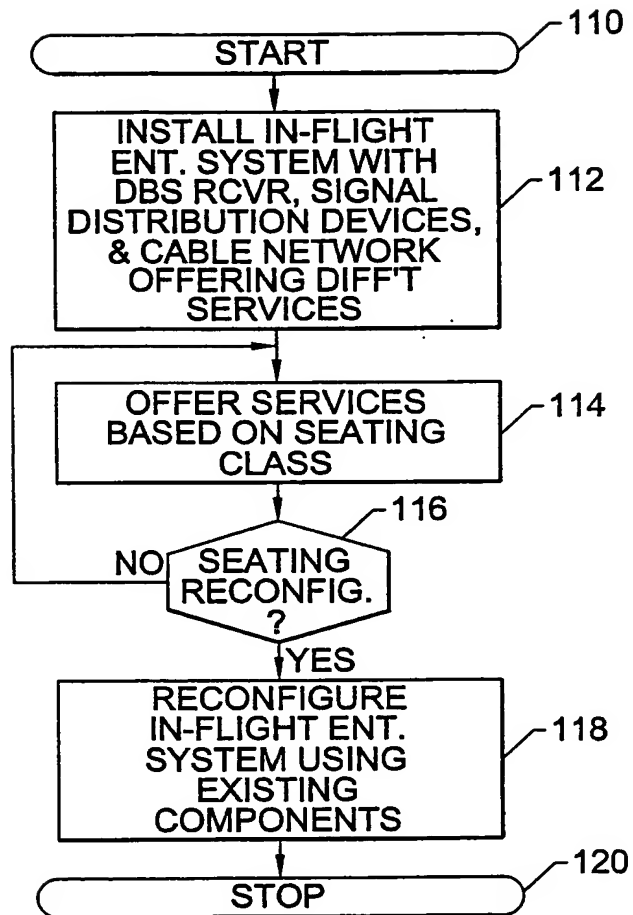 110
START
INSTALL IN-FLIGHT
ENT. SYSTEM WITH
DBS RCVR, SIGNAL
DISTRIBUTION DEVICES,
& CABLE NETWORK
OFFERING DIFF'T
SERVICES
112
OFFER SERVICES
BASED ON SEATING
CLASS
114
116
NO
SEATING
RECONFIG.
?
YES
RECONFIGURE
IN-FLIGHT ENT.
SYSTEM USING
EXISTING
COMPONENTS
118
120
STOP